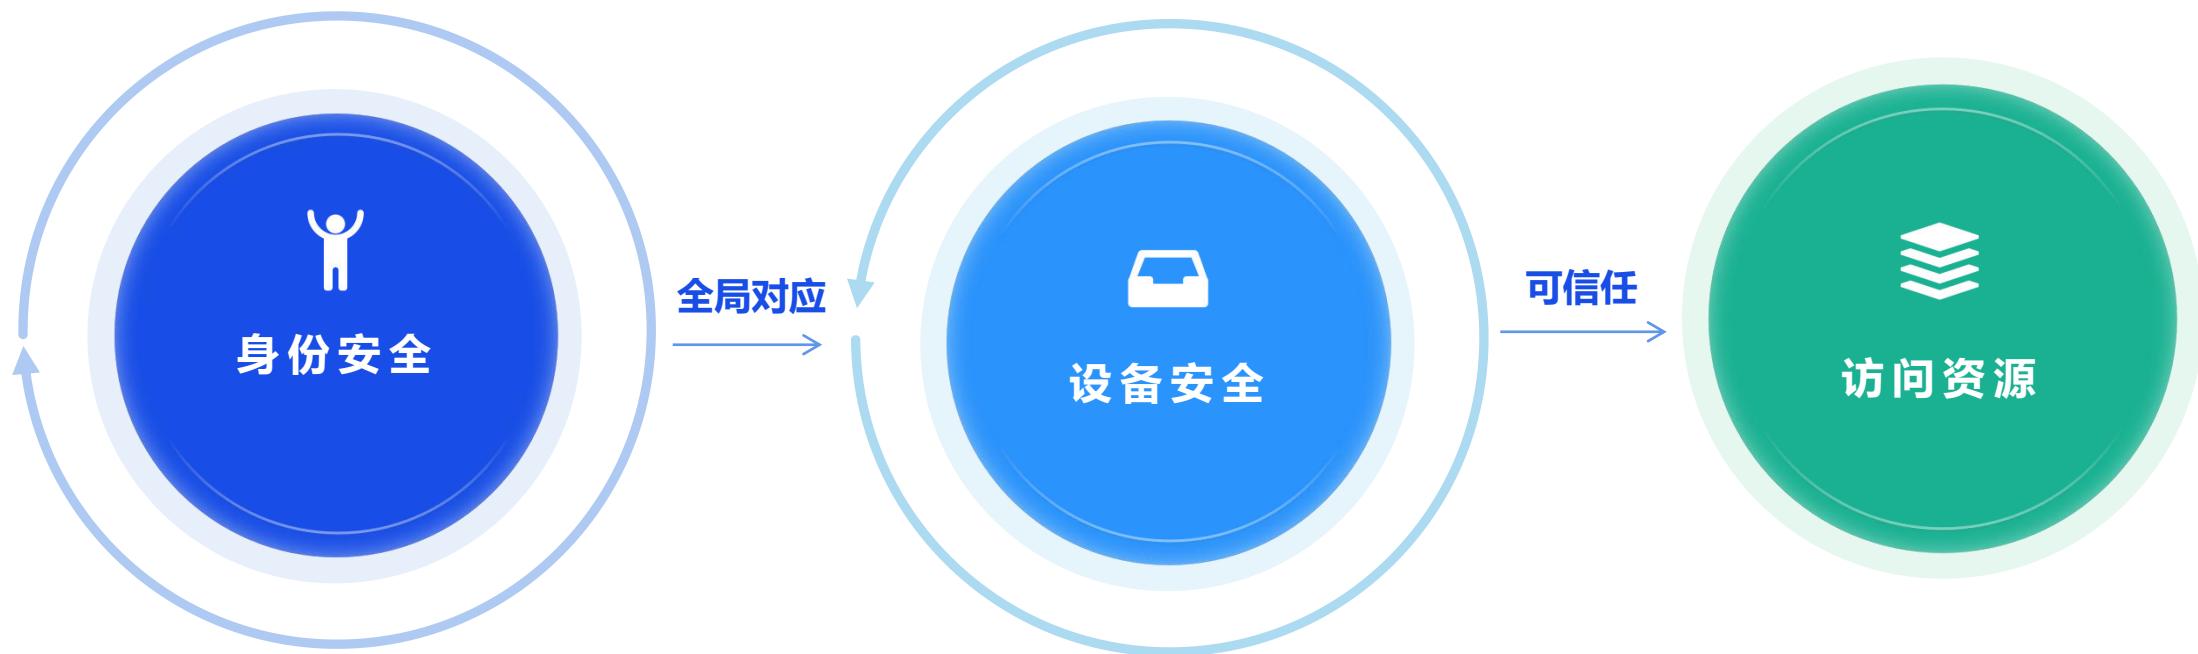 身份安全
全局对应
设备安全
可信任
访问资源